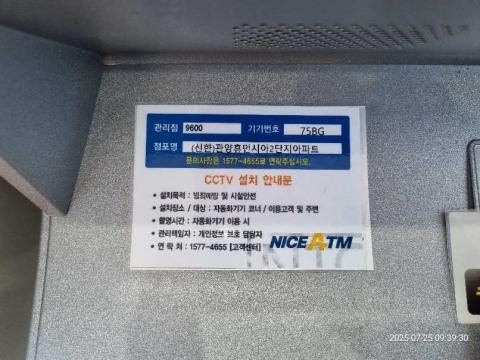 관리점 9600 기기번호 75BG
점포명 (신한)관양휴먼시아2단지아파트
문의사항은 1577-4655로 연락주십시오.
CCTV 설치 안내문
• 설치목적 : 범죄예방 및 시설안전
• 설치장소 / 대상 : 자동화기기 코너 / 이용고객 및 주변
• 촬영시간 : 자동화기기 이용 시
• 관리책임자 : 개인정보 보호 담당자
• 연 락 처 : 1577-4655 [고객센터]
NICE ATM
2025-07-25 09:39:30